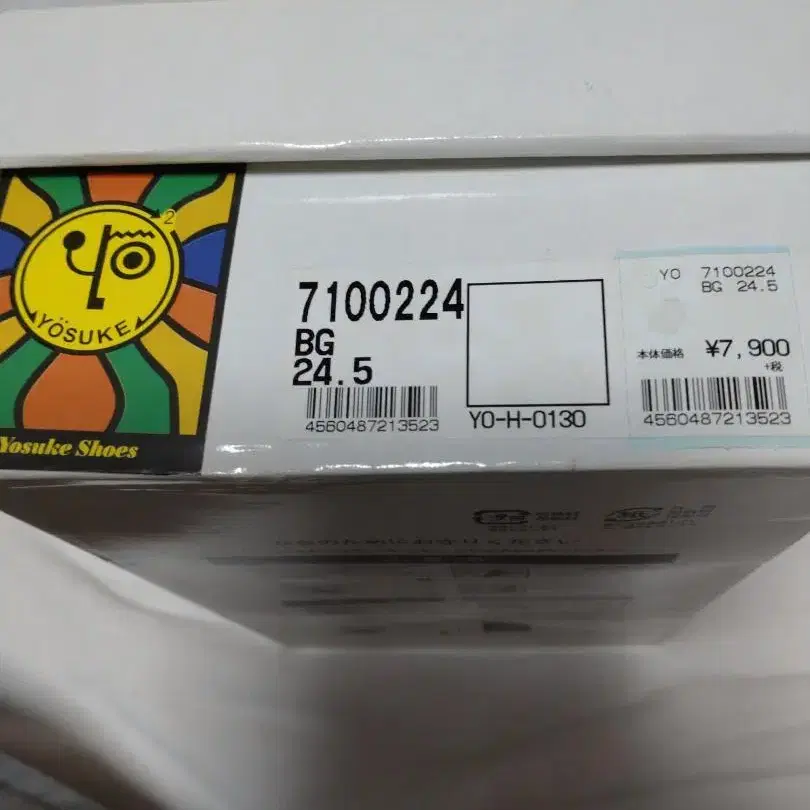 2
YOSUKE
Yosuke Shoes
7100224
BG
24.5
4560487213523
YO-H-0130
YO 7100224
BG 24.5
本体価格 ¥7,900
+税
4560487213523